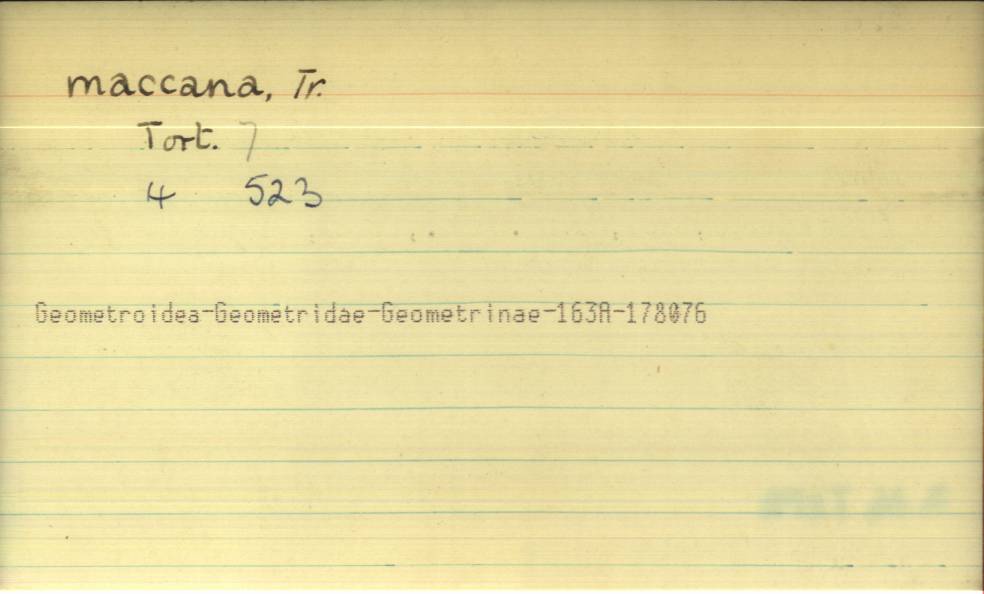 maccana, Tr.
Tort. 7
4 523
Geometroidea-Geometridae-Geometrinae-163A-178076